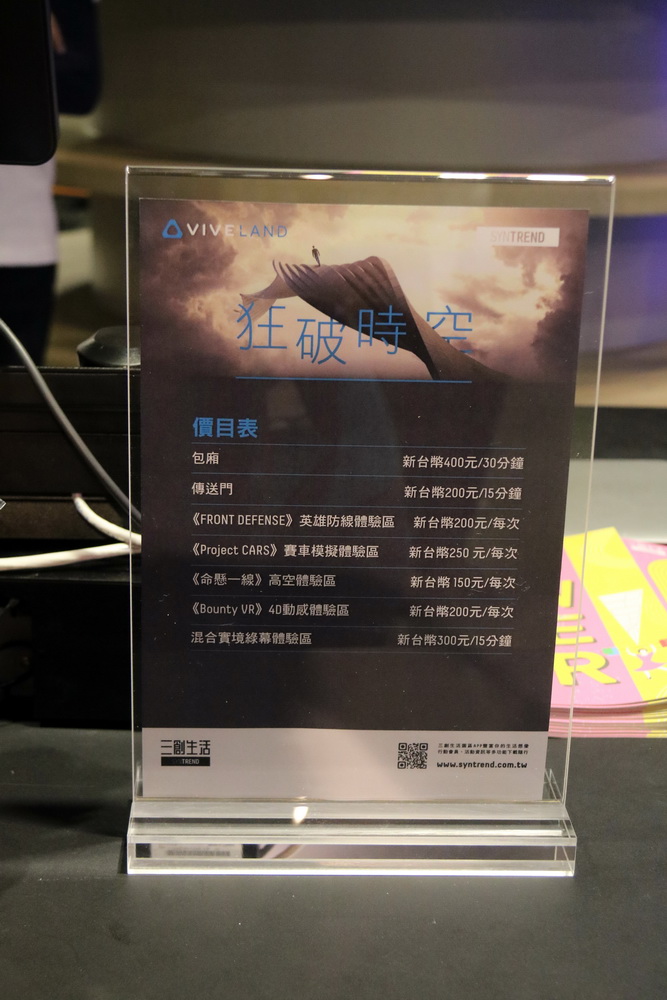 VIVELAND
SYNTREND
狂破時空
價目表
包廂 新台幣400元/30分鐘
傳送門 新台幣200元/15分鐘
《FRONT DEFENSE》英雄防線體驗區 新台幣200元/每次
《Project CARS》賽車模擬體驗區 新台幣250 元/每次
《命懸一線》高空體驗區 新台幣 150元/每次
《Bounty VR》4D動感體驗區 新台幣200元/每次
混合實境綠幕體驗區 新台幣300元/15分鐘
三創生活
SYNTREND
www.syntrend.com.tw